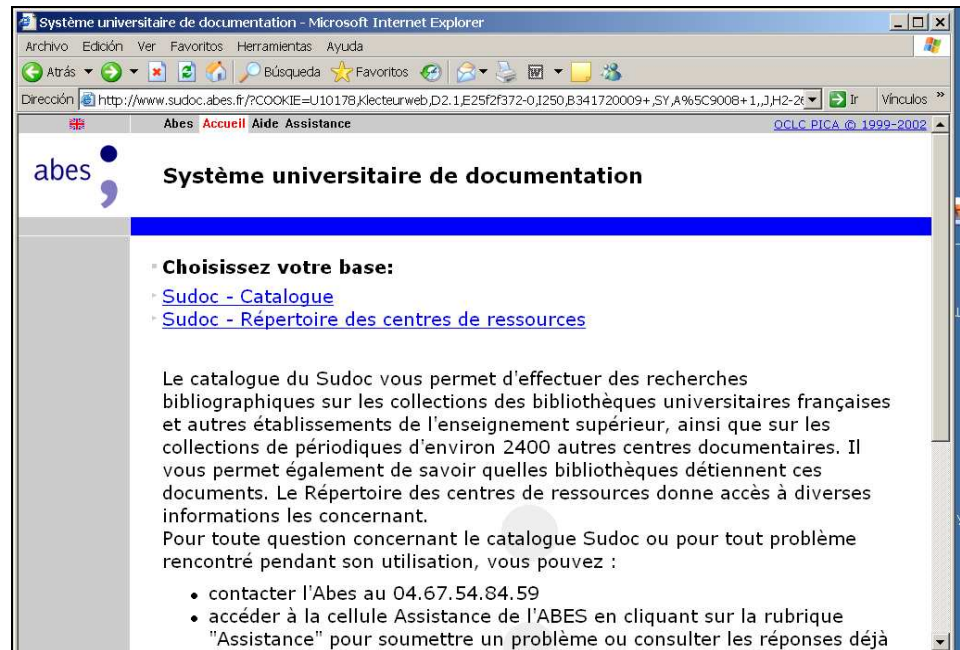 Système universitaire de documentation - Microsoft Internet Explorer
Archivo Edición Ver Favoritos Herramientas Ayuda
Atrás Búsqueda Favoritos
Dirección http://www.sudoc.abes.fr/?COOKIE=U10178,Klecteurweb,D2.1,E25f2f372-0,I250,B341720009+,SY,A%5C9008+1,,J,H2-26 Ir Vínculos »
Abes Accueil Aide Assistance OCLC PICA © 1999-2002
abes
Système universitaire de documentation
Choisissez votre base:
Sudoc - Catalogue
Sudoc - Répertoire des centres de ressources
Le catalogue du Sudoc vous permet d'effectuer des recherches
bibliographiques sur les collections des bibliothèques universitaires françaises
et autres établissements de l'enseignement supérieur, ainsi que sur les
collections de périodiques d'environ 2400 autres centres documentaires. Il
vous permet également de savoir quelles bibliothèques détiennent ces
documents. Le Répertoire des centres de ressources donne accès à diverses
informations les concernant.
Pour toute question concernant le catalogue Sudoc ou pour tout problème
rencontré pendant son utilisation, vous pouvez :
• contacter l'Abes au 04.67.54.84.59
• accéder à la cellule Assistance de l'ABES en cliquant sur la rubrique
"Assistance" pour soumettre un problème ou consulter les réponses déjà